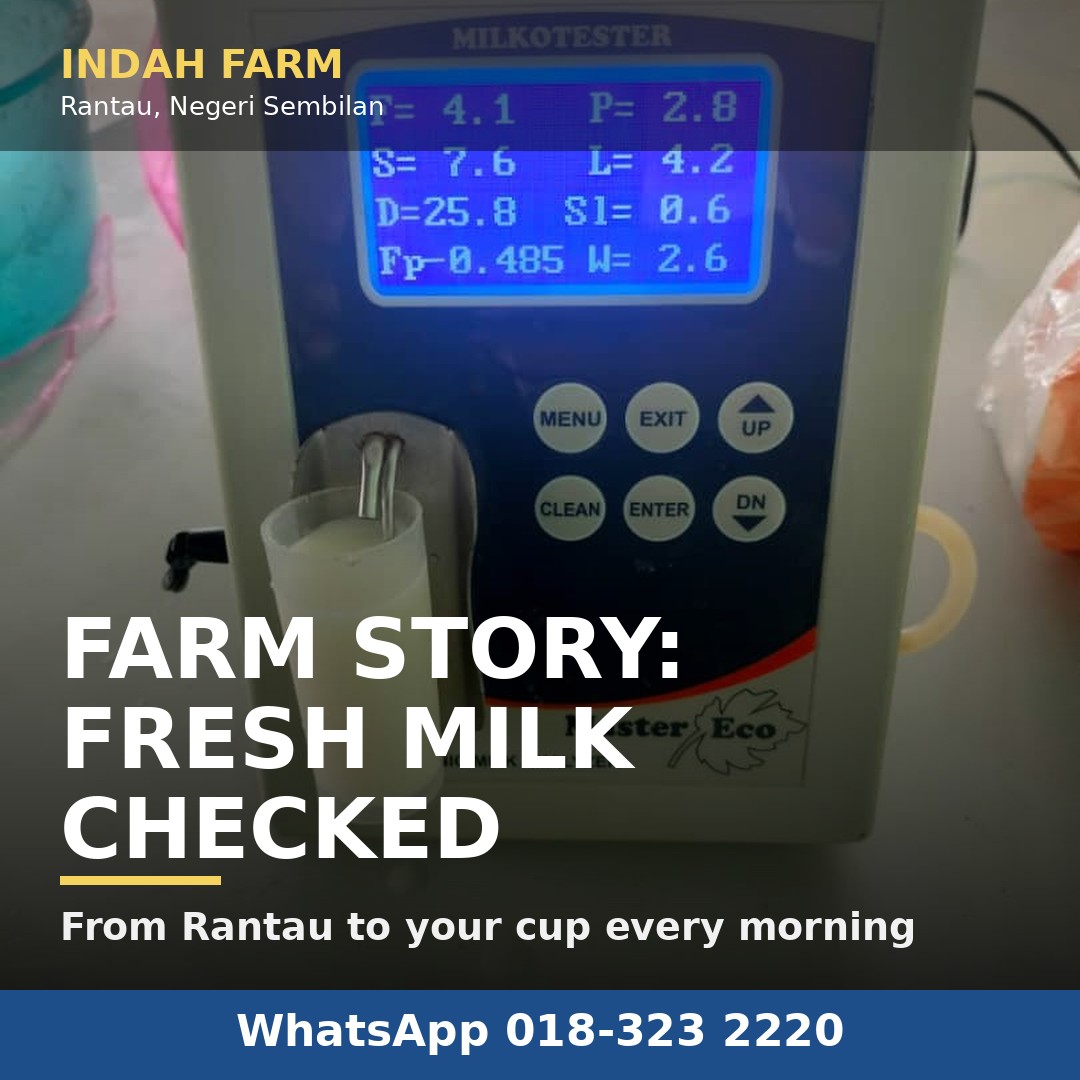 INDAH FARM
Rantau, Negeri Sembilan
MILKOTESTER
F= 4.1 P= 2.8
S= 7.6 L= 4.2
D=25.8 Sl= 0.6
Fp-0.485 W= 2.6
MENU EXIT UP
CLEAN ENTER DN
FARM STORY:
FRESH MILK
CHECKED
Eco
From Rantau to your cup every morning
WhatsApp 018-323 2220